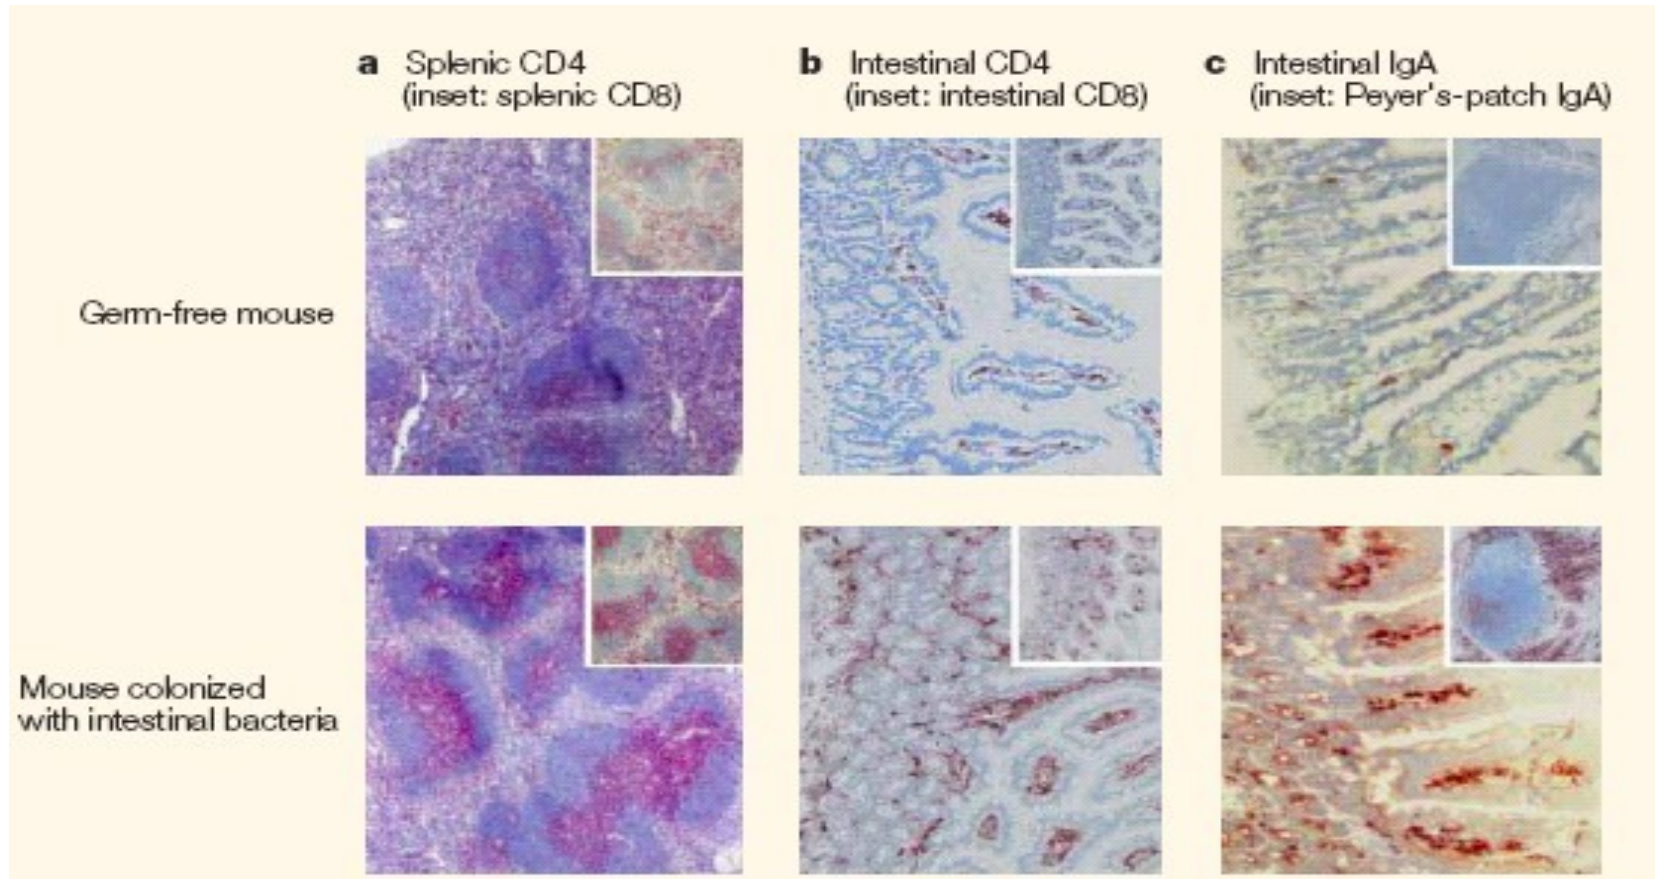 a Splenic CD4
(inset: splenic CD8)
b Intestinal CD4
(inset: intestinal CD8)
c Intestinal IgA
(inset: Peyer's-patch IgA)
Germ-free mouse
Mouse colonized
with intestinal bacteria